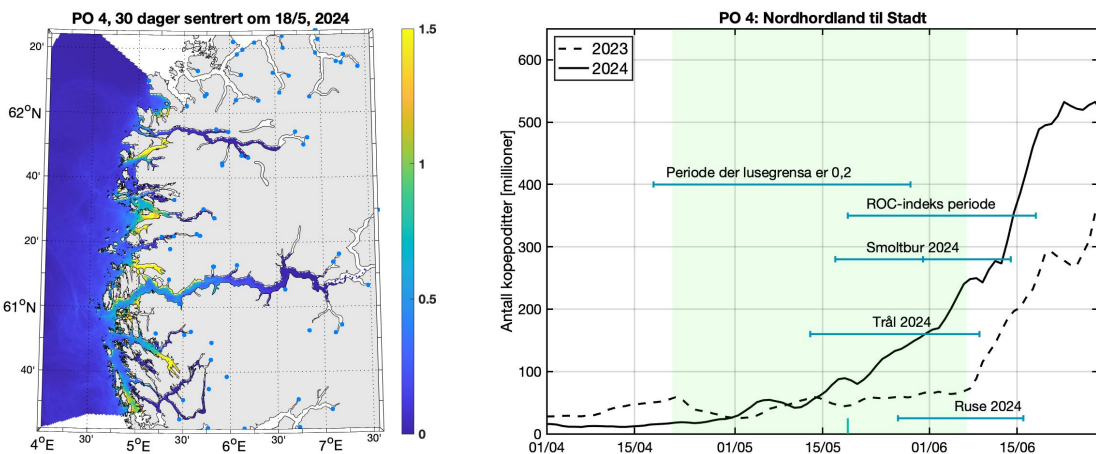 PO 4, 30 dager sentrert om 18/5, 2024
20'
62°N
40'
20'
61°N
40'
4°E
30'
5°E
30'
6°E
30'
7°E
30'
1.5
1
0.5
0
PO 4: Nordhordland til Stadt
Antall kopepoditter [millioner]
600
500
400
300
200
100
0
2023
2024
Periode der lusegrensa er 0,2
ROC-indeks periode
Smoltbur 2024
Trål 2024
Ruse 2024
01/04
15/04
01/05
15/05
01/06
15/06